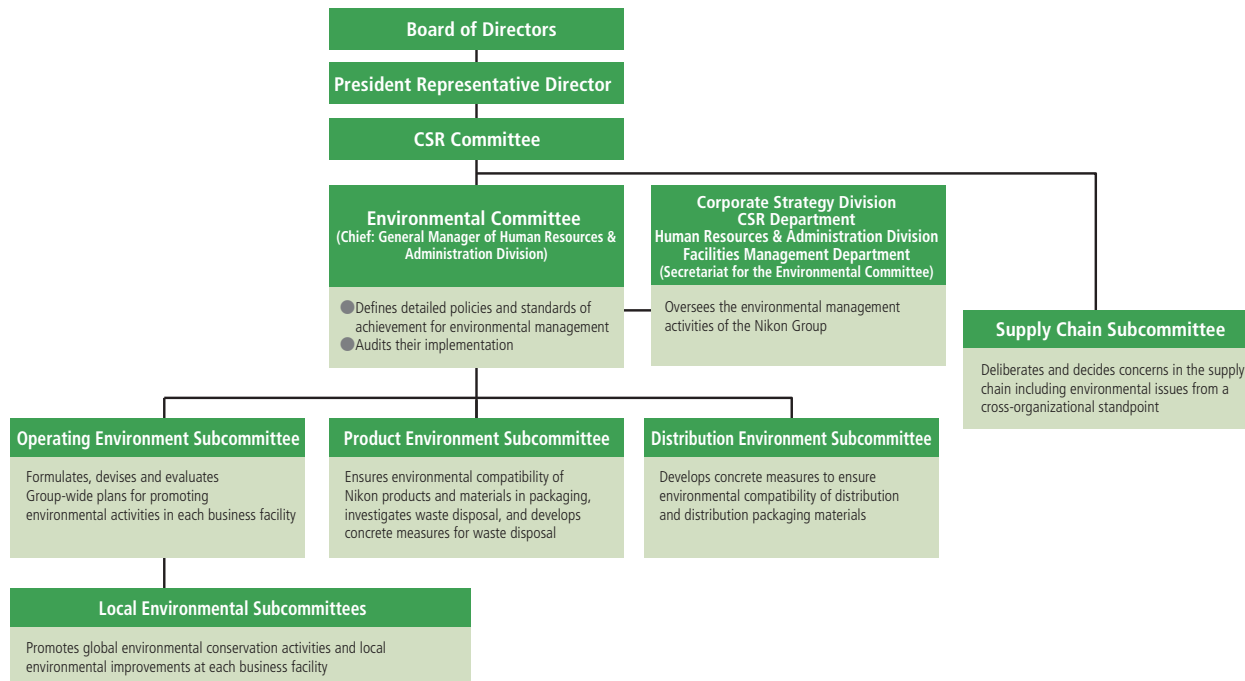 Board of Directors
President Representative Director
CSR Committee
Environmental Committee
(Chief: General Manager of Human Resources &
Administration Division)
●Defines detailed policies and standards of
achievement for environmental management
●Audits their implementation
Corporate Strategy Division
CSR Department
Human Resources & Administration Division
Facilities Management Department
(Secretariat for the Environmental Committee)
Oversees the environmental management
activities of the Nikon Group
Supply Chain Subcommittee
Deliberates and decides concerns in the supply
chain including environmental issues from a
cross-organizational standpoint
Operating Environment Subcommittee
Formulates, devises and evaluates
Group-wide plans for promoting
environmental activities in each business facility
Product Environment Subcommittee
Ensures environmental compatibility of
Nikon products and materials in packaging,
investigates waste disposal, and develops
concrete measures for waste disposal
Distribution Environment Subcommittee
Develops concrete measures to ensure
environmental compatibility of distribution
and distribution packaging materials
Local Environmental Subcommittees
Promotes global environmental conservation activities and local
environmental improvements at each business facility